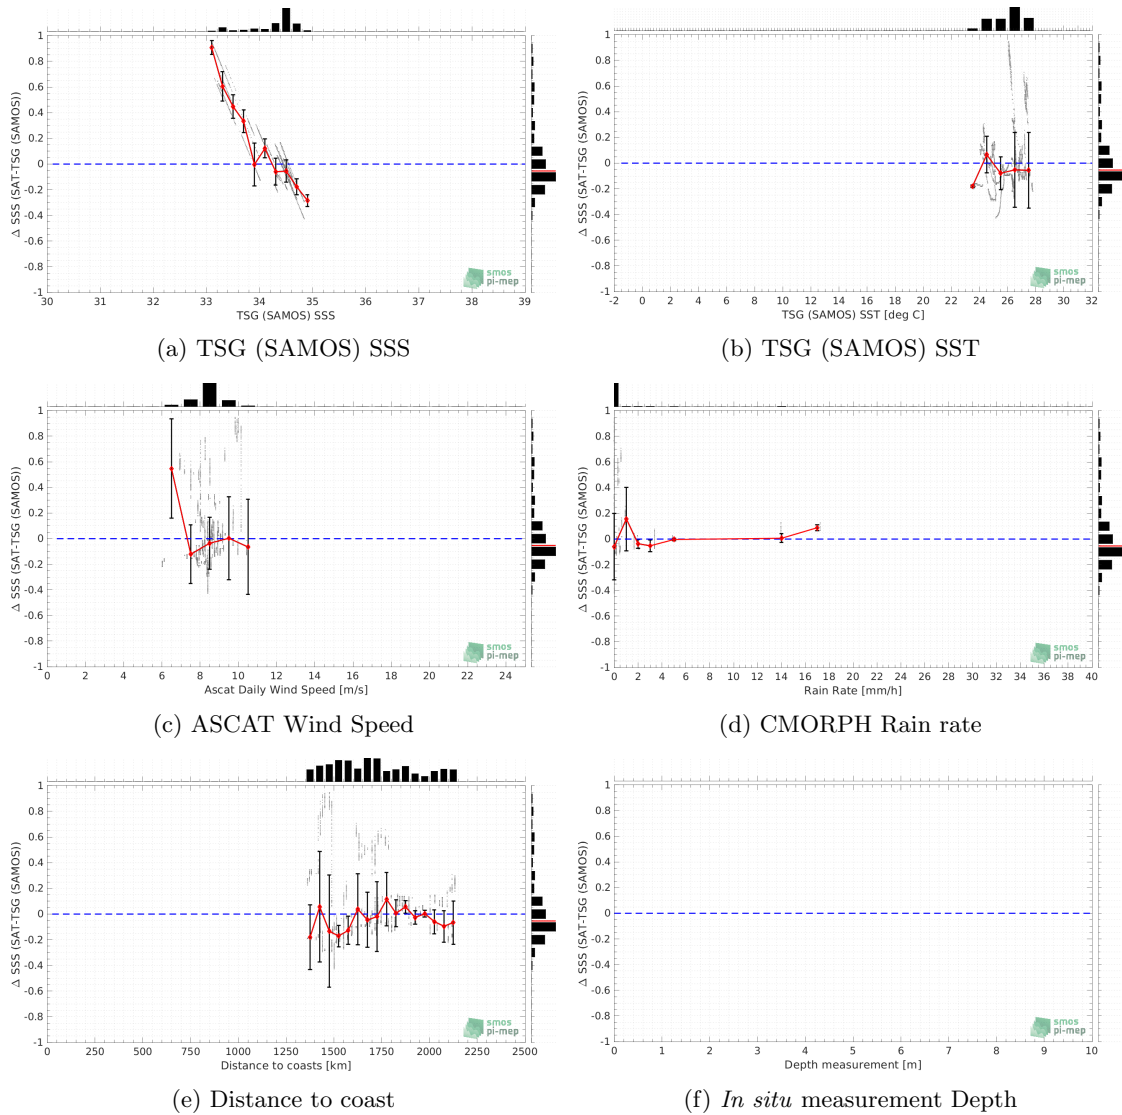 Δ SSS (SAT-TSG (SAMOS))
1
0.8
0.6
0.4
0.2
0
-0.2
-0.4
-0.6
-0.8
-1
30 31 32 33 34 35 36 37 38 39
TSG (SAMOS) SSS
smos
pi-mep
(a) TSG (SAMOS) SSS
Δ SSS (SAT-TSG (SAMOS))
1
0.8
0.6
0.4
0.2
0
-0.2
-0.4
-0.6
-0.8
-1
-2 0 2 4 6 8 10 12 14 16 18 20 22 24 26 28 30 32
TSG (SAMOS) SST [deg C]
smos
pi-mep
(b) TSG (SAMOS) SST
Δ SSS (SAT-TSG (SAMOS))
1
0.8
0.6
0.4
0.2
0
-0.2
-0.4
-0.6
-0.8
-1
0 2 4 6 8 10 12 14 16 18 20 22 24
Ascat Daily Wind Speed [m/s]
smos
pi-mep
(c) ASCAT Wind Speed
Δ SSS (SAT-TSG (SAMOS))
1
0.8
0.6
0.4
0.2
0
-0.2
-0.4
-0.6
-0.8
-1
0 2 4 6 8 10 12 14 16 18 20 22 24 26 28 30 32 34 36 38 40
Rain Rate [mm/h]
smos
pi-mep
(d) CMORPH Rain rate
Δ SSS (SAT-TSG (SAMOS))
1
0.8
0.6
0.4
0.2
0
-0.2
-0.4
-0.6
-0.8
-1
0 250 500 750 1000 1250 1500 1750 2000 2250 2500
Distance to coasts [km]
smos
pi-mep
(e) Distance to coast
Δ SSS (SAT-TSG (SAMOS))
1
0.8
0.6
0.4
0.2
0
-0.2
-0.4
-0.6
-0.8
-1
0 1 2 3 4 5 6 7 8 9 10
Depth measurement [m]
smos
pi-mep
(f) In situ measurement Depth